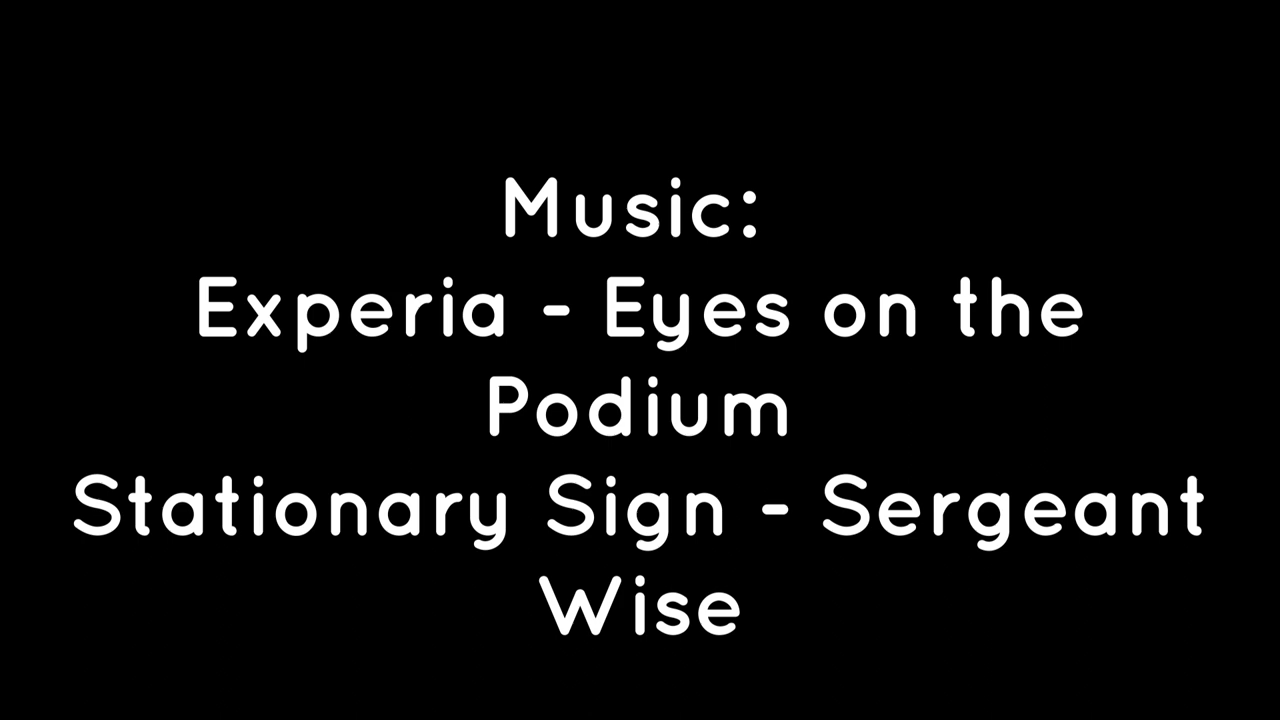 Music:
Experia - Eyes on the
Podium
Stationary Sign - Sergeant
Wise